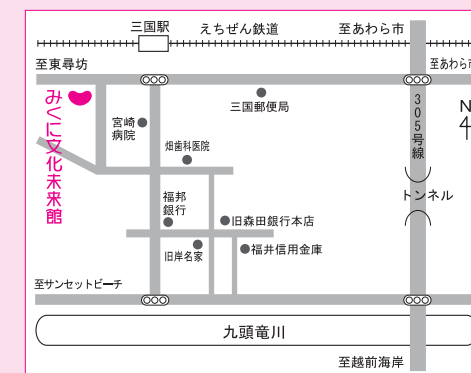 三国駅
えちぜん鉄道
至あわら市
至東尋坊
至あわら市
みくに文化未来館
宮崎
病院
三国郵便局
305号線
N
畑歯科医院
トンネル
福邦
銀行
旧森田銀行本店
旧岸名家
福井信用金庫
至サンセットビーチ
九頭竜川
至越前海岸